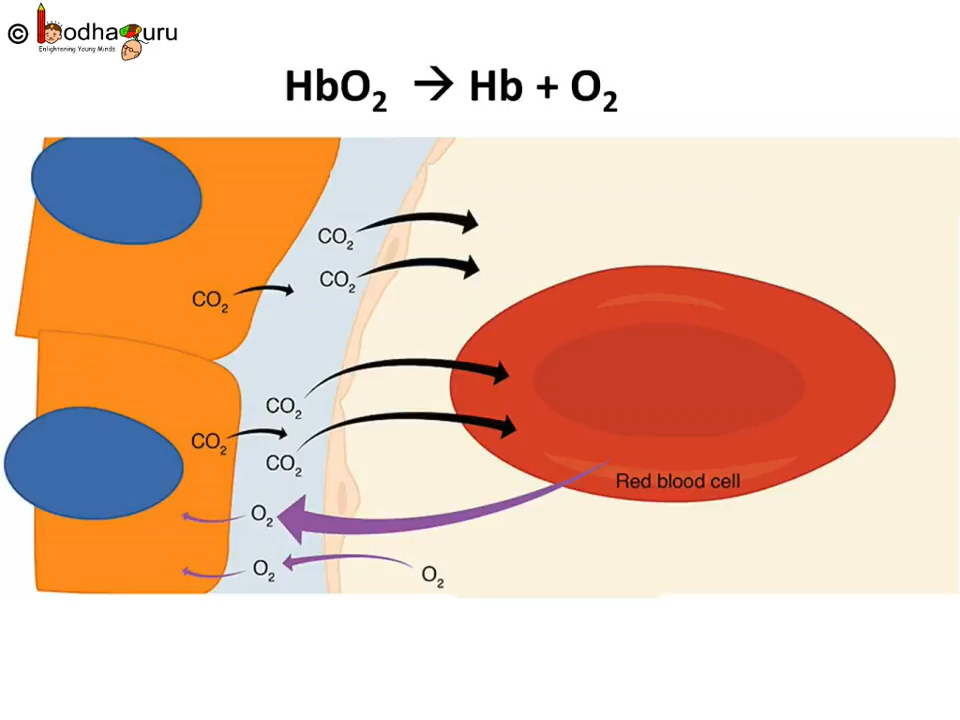 © BodhaGuru
Enlightening Young Minds
HbO₂ → Hb + O₂
CO₂
CO₂
CO₂
CO₂
CO₂
CO₂
Red blood cell
O₂
O₂
O₂